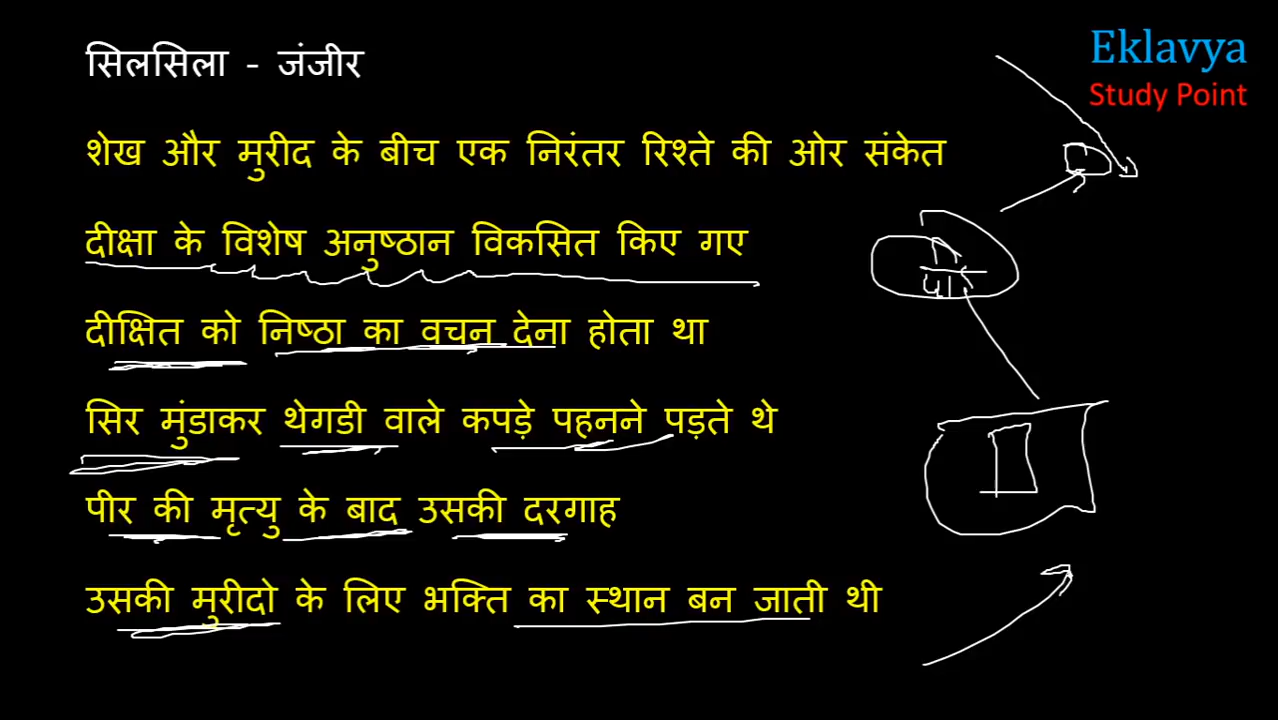 सिलसिला - जंजीर
Eklavya
Study Point
शेख और मुरीद के बीच एक निरंतर रिश्ते की ओर संकेत
दीक्षा के विशेष अनुष्ठान विकसित किए गए
दीक्षित को निष्ठा का वचन देना होता था
सिर मुंडाकर थेगडी वाले कपड़े पहनने पड़ते थे
पीर की मृत्यु के बाद उसकी दरगाह
उसकी मुरीदो के लिए भक्ति का स्थान बन जाती थी